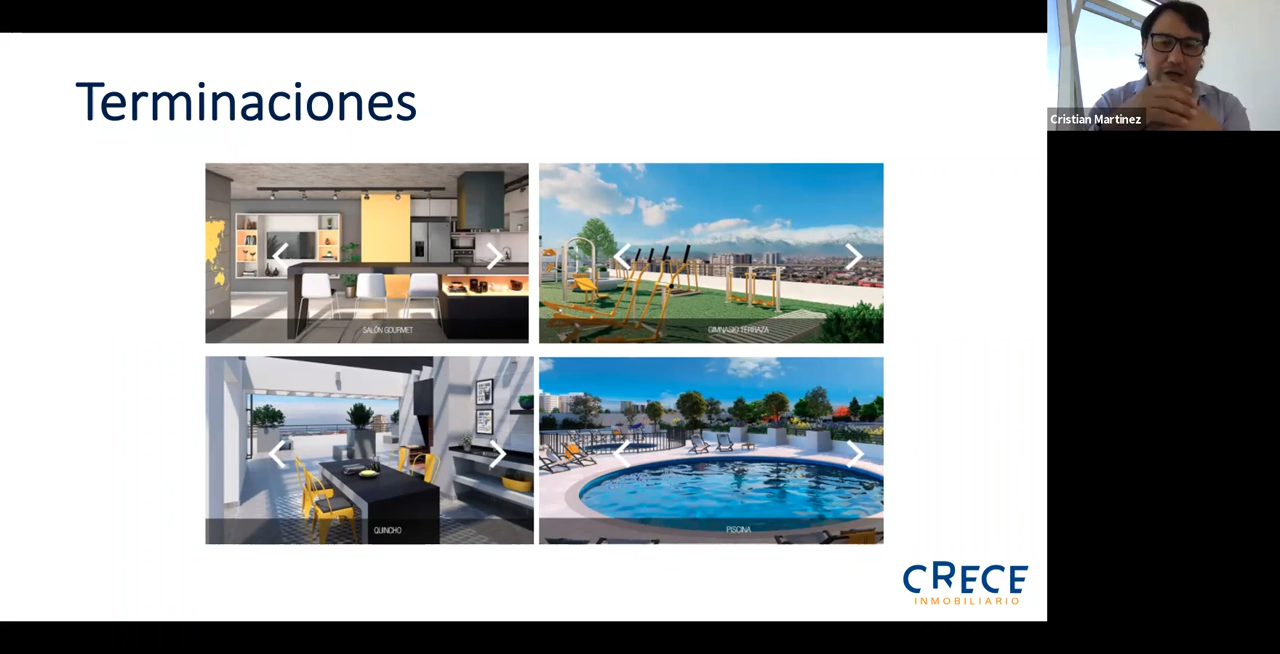 Terminaciones
Cristian Martinez
SALÓN GOURMET
GIMNASIO TERRAZA
QUINCHO
PISCINA
CRECE
INMOBILIARIO